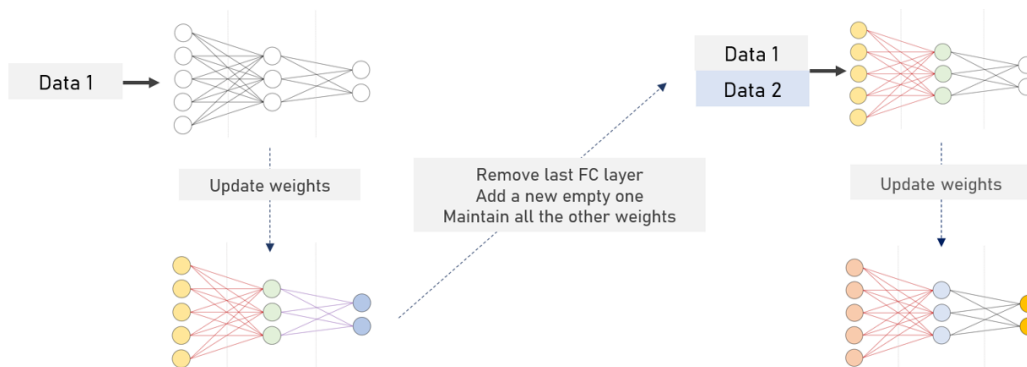 Data 1
Update weights
Remove last FC layer
Add a new empty one
Maintain all the other weights
Data 1
Data 2
Update weights